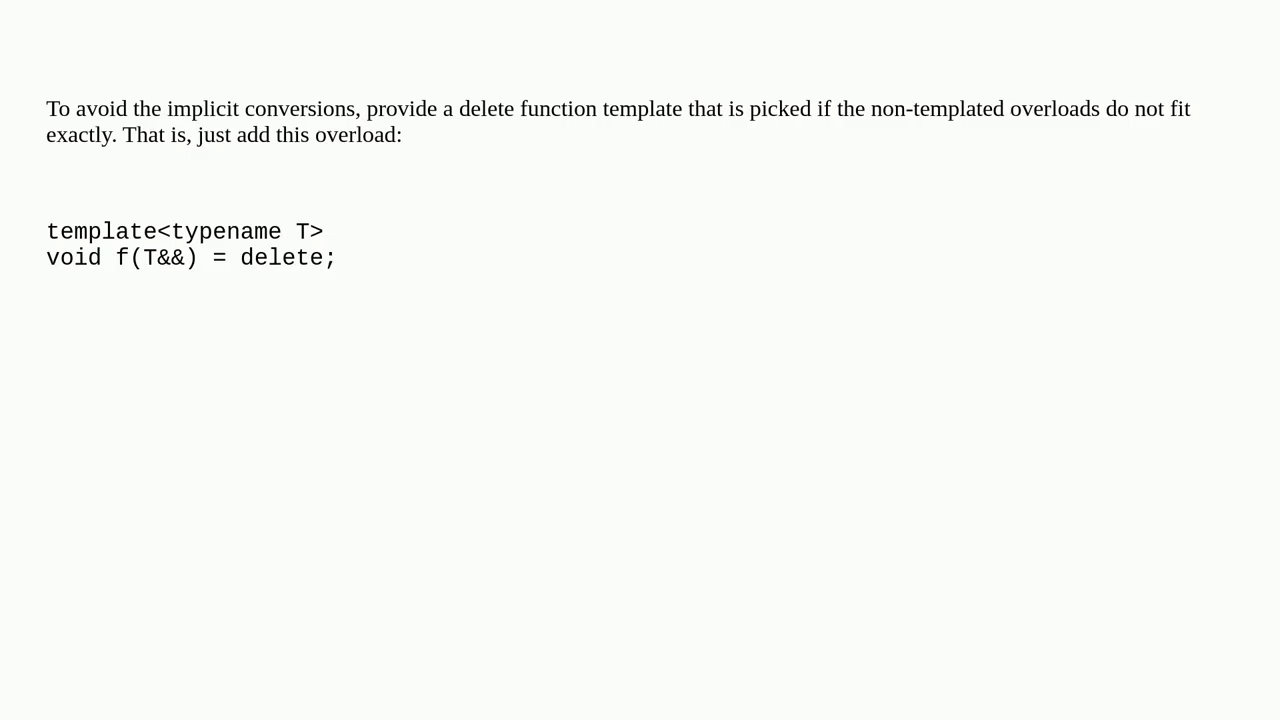 To avoid the implicit conversions, provide a delete function template that is picked if the non-templated overloads do not fit
exactly. That is, just add this overload:
template<typename T>
void f(T&&) = delete;